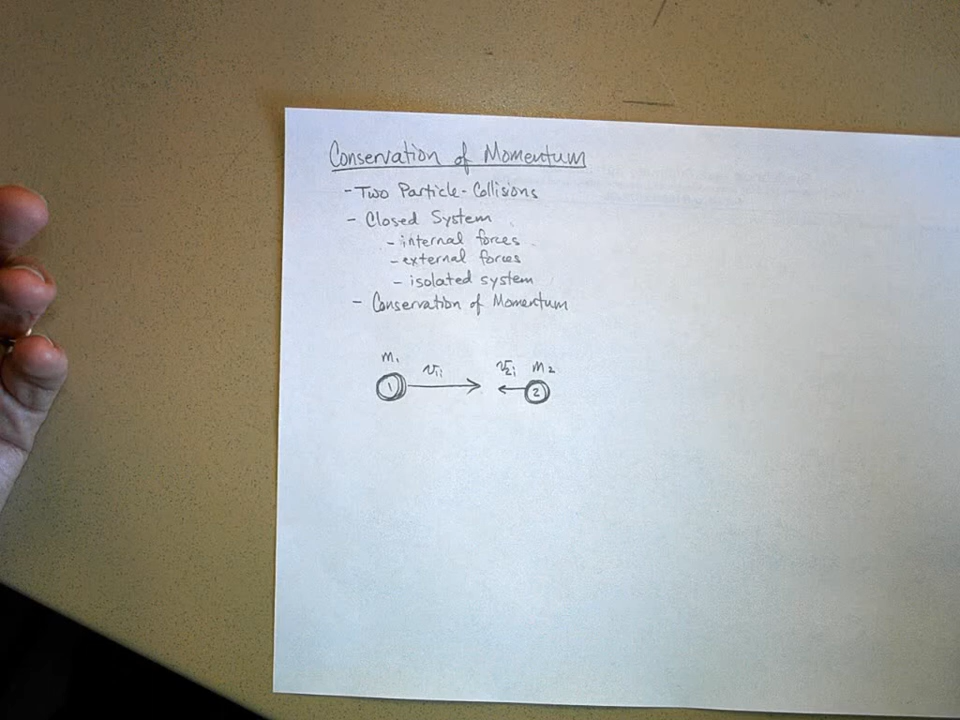 Conservation of Momentum
- Two Particle-Collisions
- Closed System
- internal forces
- external forces
- isolated system
- Conservation of Momentum
m₁ v₁ᵢ v₂ᵢ m₂
1 2